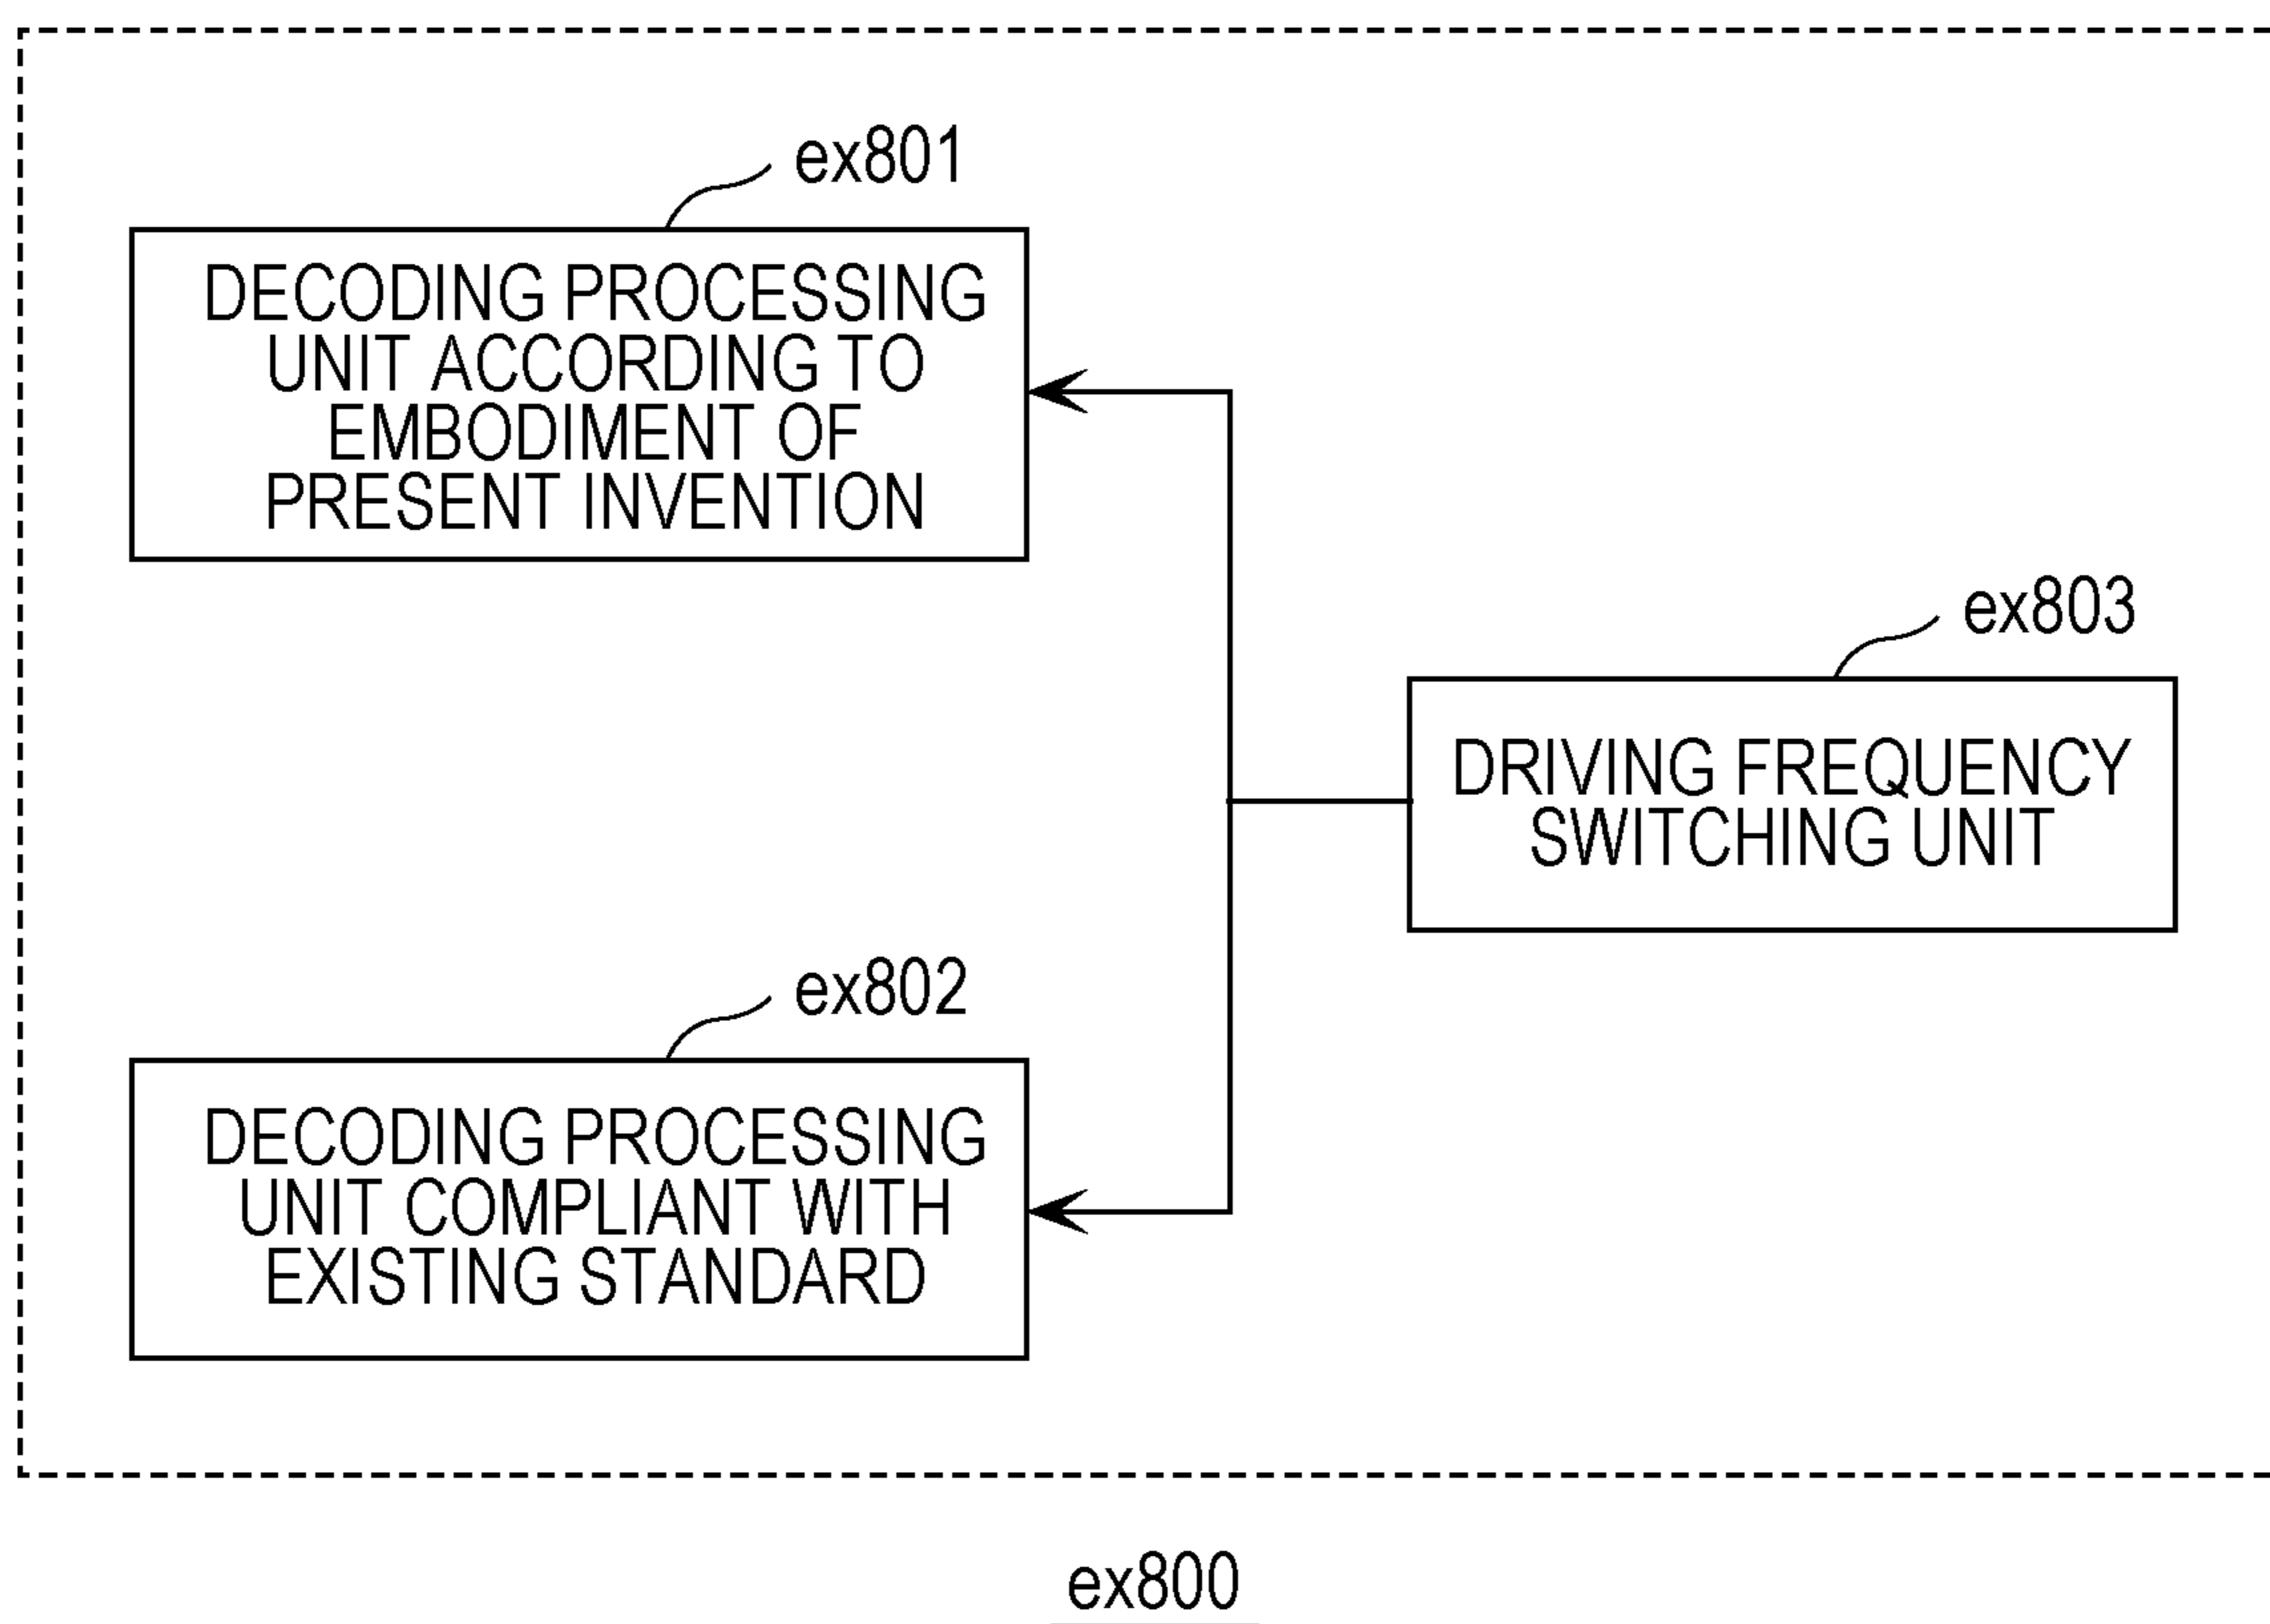 ex801
DECODING PROCESSING
UNIT ACCORDING TO
EMBODIMENT OF
PRESENT INVENTION
ex803
DRIVING FREQUENCY
SWITCHING UNIT
ex802
DECODING PROCESSING
UNIT COMPLIANT WITH
EXISTING STANDARD
ex800